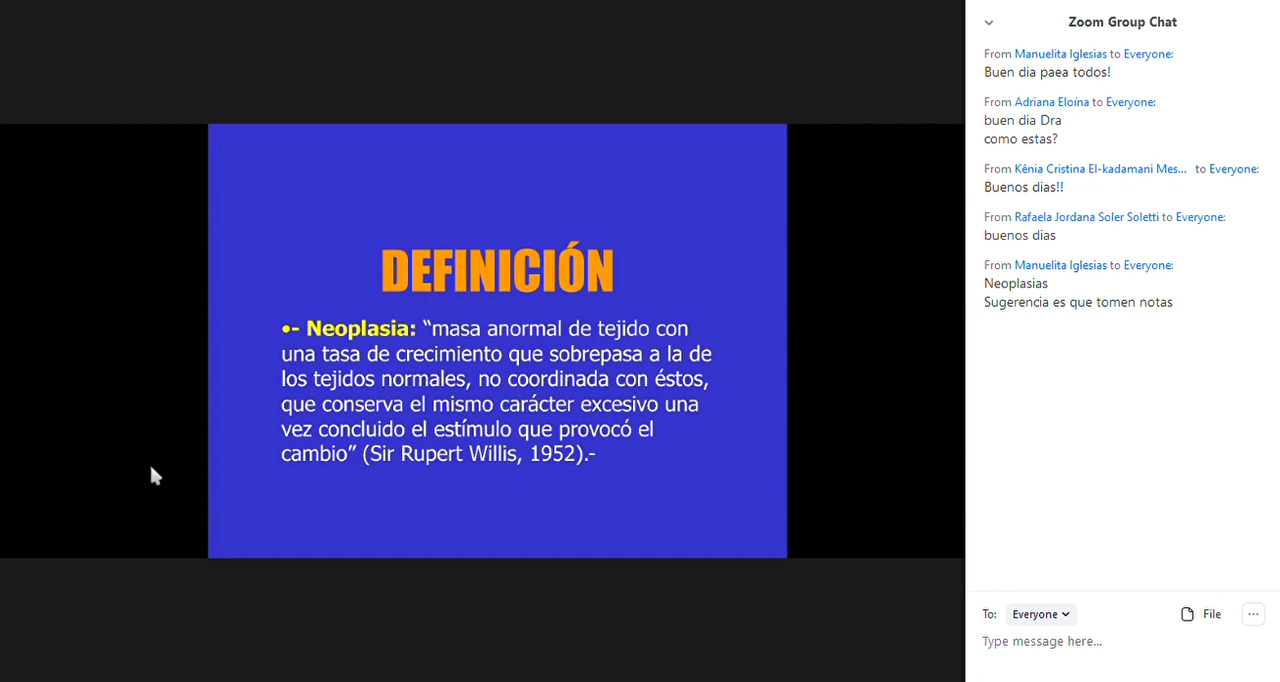 DEFINICIÓN
•- Neoplasia: “masa anormal de tejido con
una tasa de crecimiento que sobrepasa a la de
los tejidos normales, no coordinada con éstos,
que conserva el mismo carácter excesivo una
vez concluido el estímulo que provocó el
cambio” (Sir Rupert Willis, 1952).-
Zoom Group Chat
From Manuelita Iglesias to Everyone:
Buen dia paea todos!
From Adriana Eloína to Everyone:
buen dia Dra
como estas?
From Kênia Cristina El-kadamani Mes... to Everyone:
Buenos dias!!
From Rafaela Jordana Soler Soletti to Everyone:
buenos dias
From Manuelita Iglesias to Everyone:
Neoplasias
Sugerencia es que tomen notas
To: Everyone File ...
Type message here...